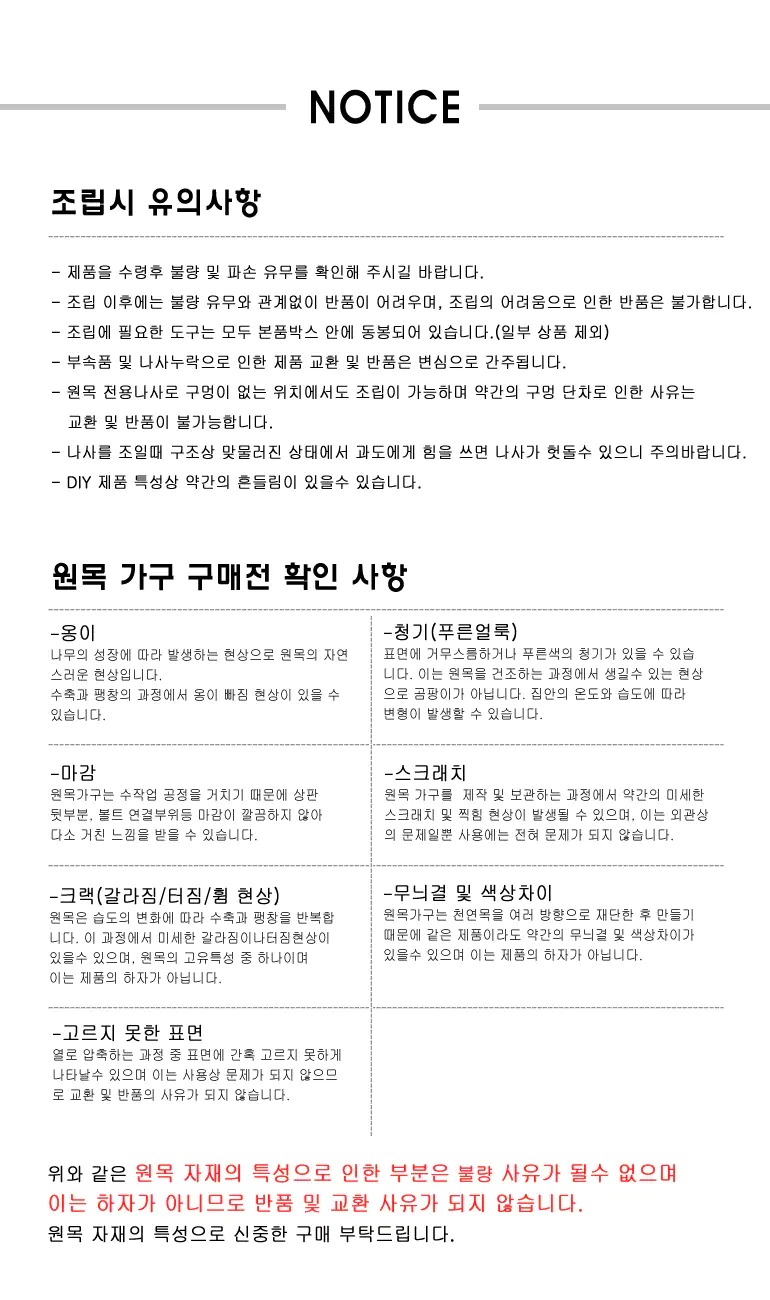 NOTICE
조립시 유의사항
- 제품을 수령후 불량 및 파손 유무를 확인해 주시길 바랍니다.
- 조립 이후에는 불량 유무와 관계없이 반품이 어려우며, 조립의 어려움으로 인한 반품은 불가합니다.
- 조립에 필요한 도구는 모두 본품박스 안에 동봉되어 있습니다.(일부 상품 제외)
- 부속품 및 나사누락으로 인한 제품 교환 및 반품은 변심으로 간주됩니다.
- 원목 전용나사로 구멍이 없는 위치에서도 조립이 가능하며 약간의 구멍 단차로 인한 사유는
교환 및 반품이 불가능합니다.
- 나사를 조일때 구조상 맞물러진 상태에서 과도에게 힘을 쓰면 나사가 헛돌수 있으니 주의바랍니다.
- DIY 제품 특성상 약간의 흔들림이 있을수 있습니다.
원목 가구 구매전 확인 사항
-옹이
나무의 성장에 따라 발생하는 현상으로 원목의 자연
스러운 현상입니다.
수축과 팽창의 과정에서 옹이 빠짐 현상이 있을 수
있습니다.
-청기(푸른얼룩)
표면에 거무스름하거나 푸른색의 청기가 있을 수 있습
니다. 이는 원목을 건조하는 과정에서 생길수 있는 현상
으로 곰팡이가 아닙니다. 집안의 온도와 습도에 따라
변형이 발생할 수 있습니다.
-마감
원목가구는 수작업 공정을 거치기 때문에 상판
뒷부분, 볼트 연결부위등 마감이 깔끔하지 않아
다소 거친 느낌을 받을 수 있습니다.
-스크래치
원목 가구를 제작 및 보관하는 과정에서 약간의 미세한
스크래치 및 찍힘 현상이 발생될 수 있으며, 이는 외관상
의 문제일뿐 사용에는 전혀 문제가 되지 않습니다.
-크랙(갈라짐/터짐/휨 현상)
원목은 습도의 변화에 따라 수축과 팽창을 반복합
니다. 이 과정에서 미세한 갈라짐이나터짐현상이
있을수 있으며, 원목의 고유특성 중 하나이며
이는 제품의 하자가 아닙니다.
-무늬결 및 색상차이
원목가구는 천연목을 여러 방향으로 재단한 후 만들기
때문에 같은 제품이라도 약간의 무늬결 및 색상차이가
있을수 있으며 이는 제품의 하자가 아닙니다.
-고르지 못한 표면
열로 압축하는 과정 중 표면에 간혹 고르지 못하게
나타날수 있으며 이는 사용상 문제가 되지 않으므
로 교환 및 반품의 사유가 되지 않습니다.
위와 같은 원목 자재의 특성으로 인한 부분은 불량 사유가 될수 없으며
이는 하자가 아니므로 반품 및 교환 사유가 되지 않습니다.
원목 자재의 특성으로 신중한 구매 부탁드립니다.